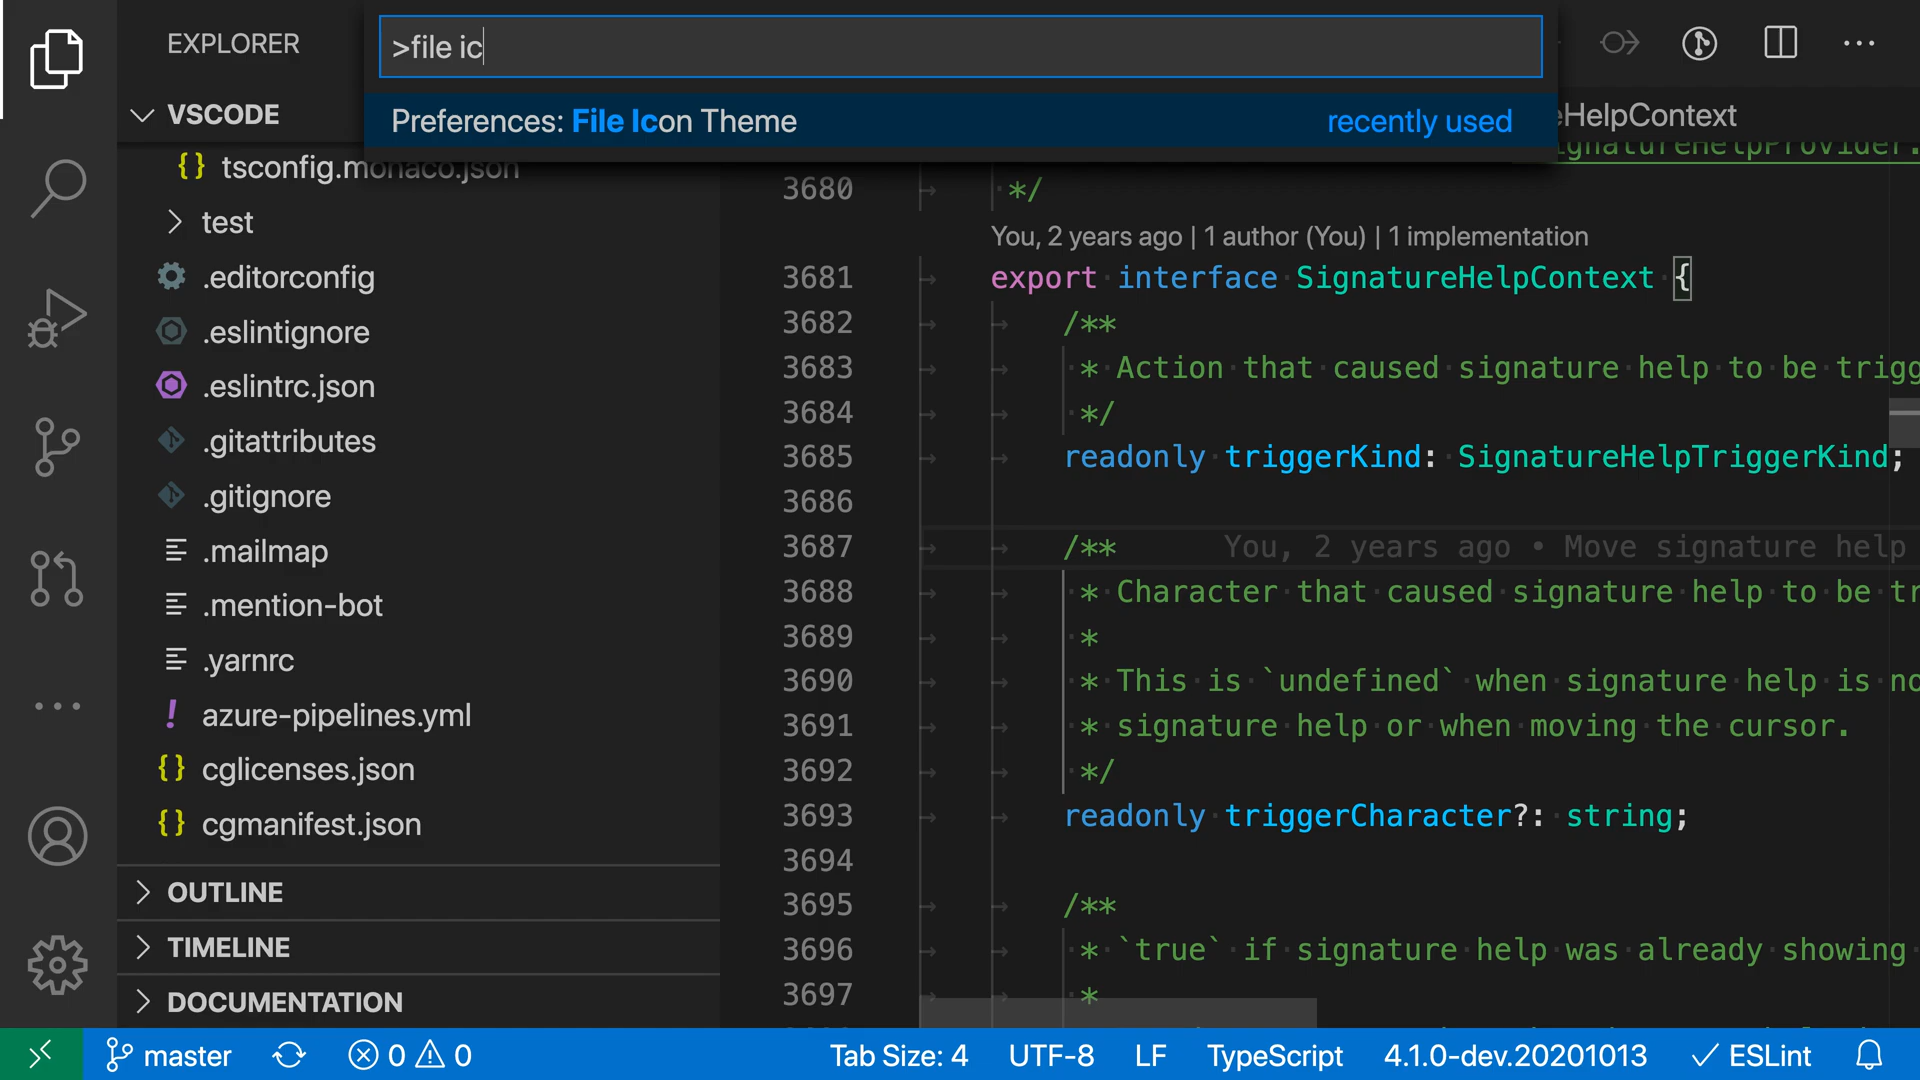 EXPLORER
>file ic
Preferences: File Icon Theme
recently used
eHelpContext
VSCODE
tsconfig.monaco.json
test
.editorconfig
.eslintignore
.eslintrc.json
.gitattributes
.gitignore
.mailmap
.mention-bot
.yarnrc
azure-pipelines.yml
cglicenses.json
cgmanifest.json
OUTLINE
TIMELINE
DOCUMENTATION
ignatureHelpProvider.
3680 */
You, 2 years ago | 1 author (You) | 1 implementation
3681 export interface SignatureHelpContext {
3682 /**
3683 * Action that caused signature help to be trigg
3684 */
3685 readonly triggerKind: SignatureHelpTriggerKind;
3686
3687 /** You, 2 years ago • Move signature help
3688 * Character that caused signature help to be tr
3689 *
3690 * This is `undefined` when signature help is no
3691 * signature help or when moving the cursor.
3692 */
3693 readonly triggerCharacter?: string;
3694
3695 /**
3696 * `true` if signature help was already showing
3697 *
master 0 0 Tab Size: 4 UTF-8 LF TypeScript 4.1.0-dev.20201013 ESLint